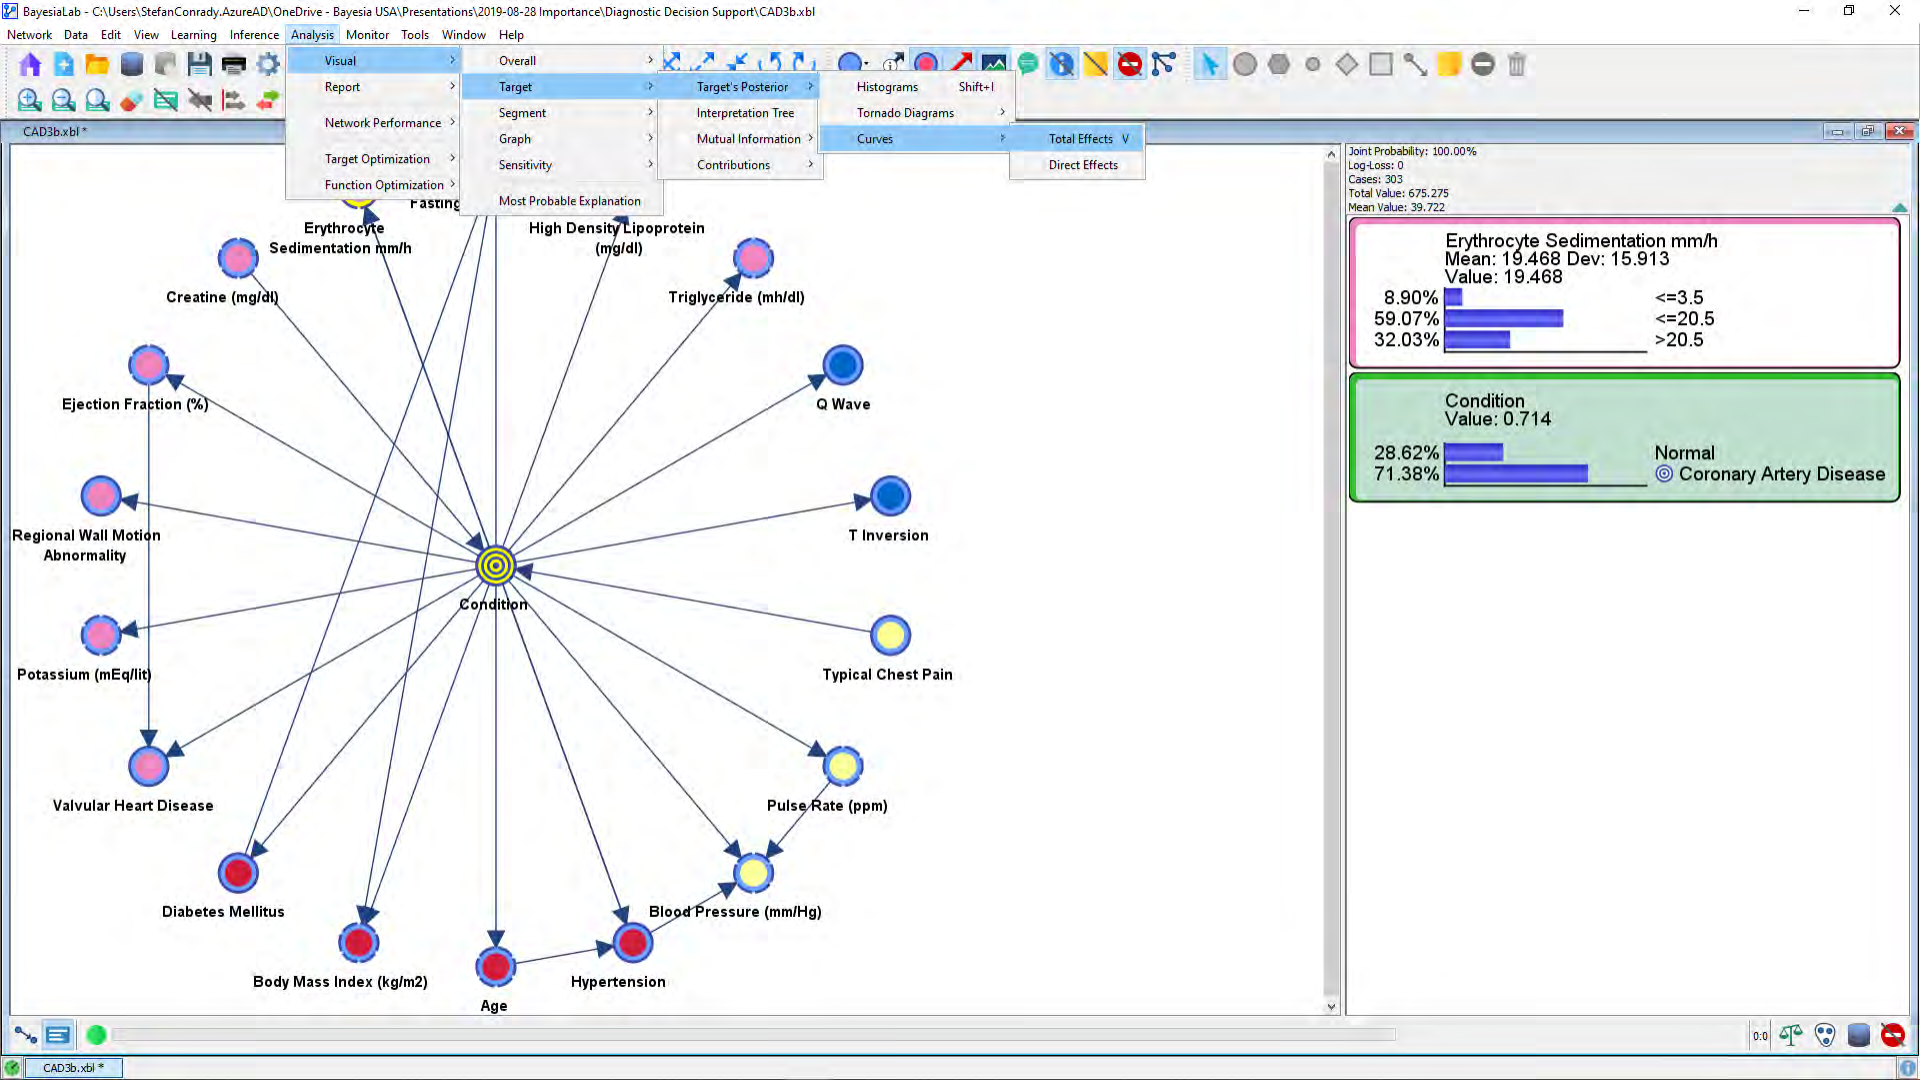 BayesiaLab - C:\Users\StefanConrady.AzureAD\OneDrive - Bayesia USA\Presentations\2019-08-28 Importance\Diagnostic Decision Support\CAD3b.xbl
Network Data Edit View Learning Inference Analysis Monitor Tools Window Help
Visual
Report
Network Performance
Target Optimization
Function Optimization
Overall
Target
Segment
Graph
Sensitivity
Most Probable Explanation
Target's Posterior
Interpretation Tree
Mutual Information
Contributions
Histograms Shift+I
Tornado Diagrams
Curves
Total Effects V
Direct Effects
CAD3b.xbl *
Fasting
Erythrocyte
Sedimentation mm/h
High Density Lipoprotein
(mg/dl)
Creatine (mg/dl)
Triglyceride (mh/dl)
Ejection Fraction (%)
Q Wave
Regional Wall Motion
Abnormality
T Inversion
Condition
Potassium (mEq/lit)
Typical Chest Pain
Valvular Heart Disease
Pulse Rate (ppm)
Diabetes Mellitus
Blood Pressure (mm/Hg)
Body Mass Index (kg/m2)
Hypertension
Age
Joint Probability: 100.00%
Log-Loss: 0
Cases: 303
Total Value: 675.275
Mean Value: 39.722
Erythrocyte Sedimentation mm/h
Mean: 19.468 Dev: 15.913
Value: 19.468
8.90% <=3.5
59.07% <=20.5
32.03% >20.5
Condition
Value: 0.714
28.62% Normal
71.38% Coronary Artery Disease
0:0
CAD3b.xbl *